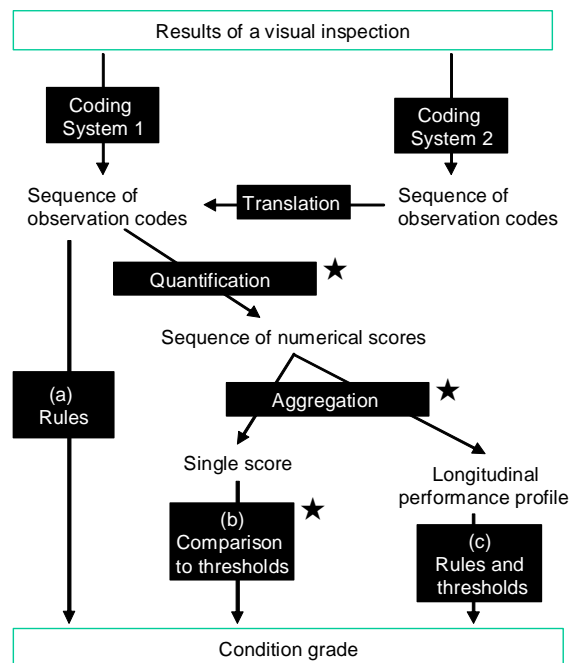 Results of a visual inspection
Coding
System 1
Coding
System 2
Sequence of
observation codes
Translation
Sequence of
observation codes
Quantification
Sequence of numerical scores
(a)
Rules
Aggregation
Single score
Longitudinal
performance profile
(b)
Comparison
to thresholds
(c)
Rules and
thresholds
Condition grade